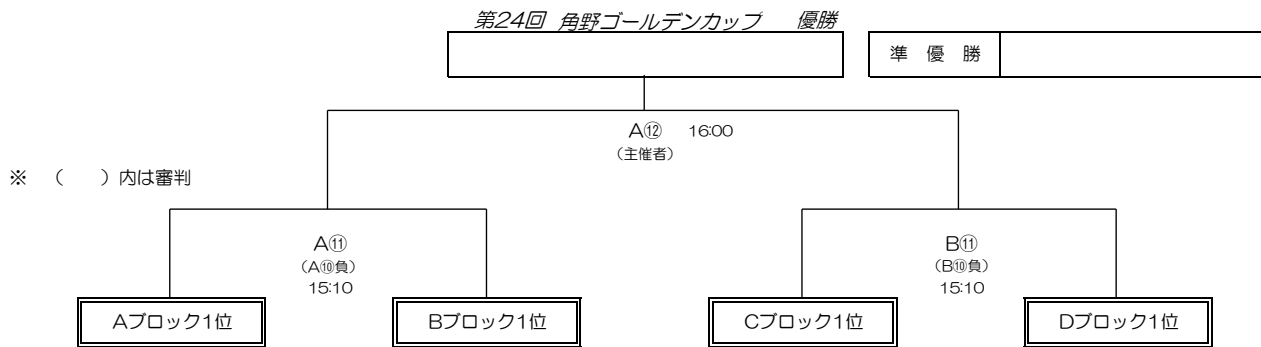 第24回 角野ゴールデンカップ 優勝
準 優 勝
A⑫ 16:00
(主催者)
※ ( )内は審判
A⑪
(A⑩負)
15:10
B⑪
(B⑩負)
15:10
Aブロック1位
Bブロック1位
Cブロック1位
Dブロック1位